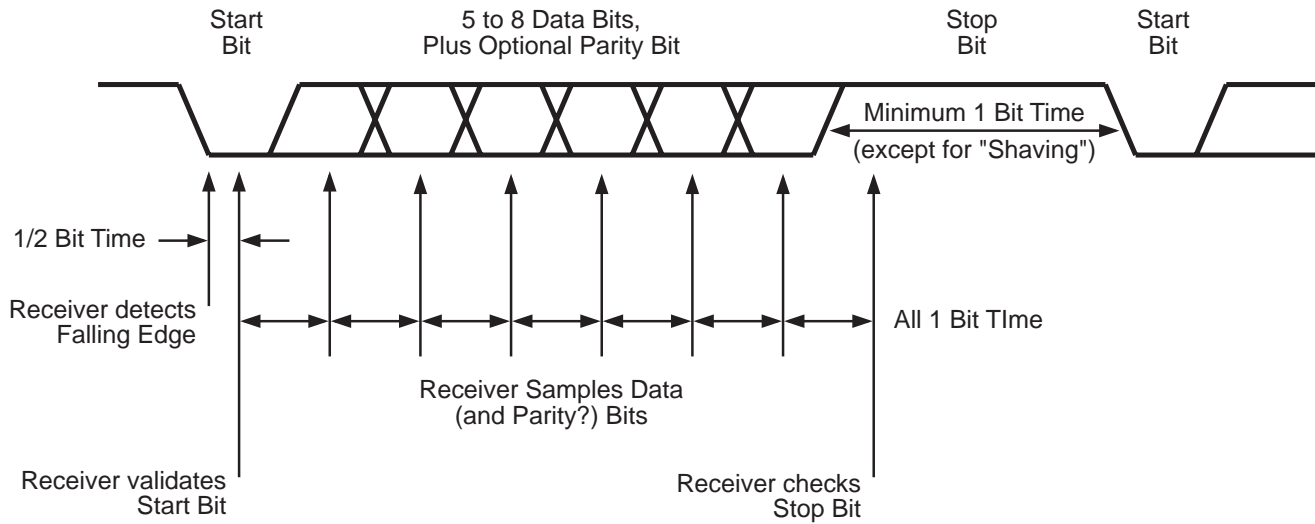 Start
Bit
5 to 8 Data Bits,
Plus Optional Parity Bit
Stop
Bit
Start
Bit
Minimum 1 Bit Time
(except for "Shaving")
1/2 Bit Time
Receiver detects
Falling Edge
All 1 Bit TIme
Receiver Samples Data
(and Parity?) Bits
Receiver validates
Start Bit
Receiver checks
Stop Bit